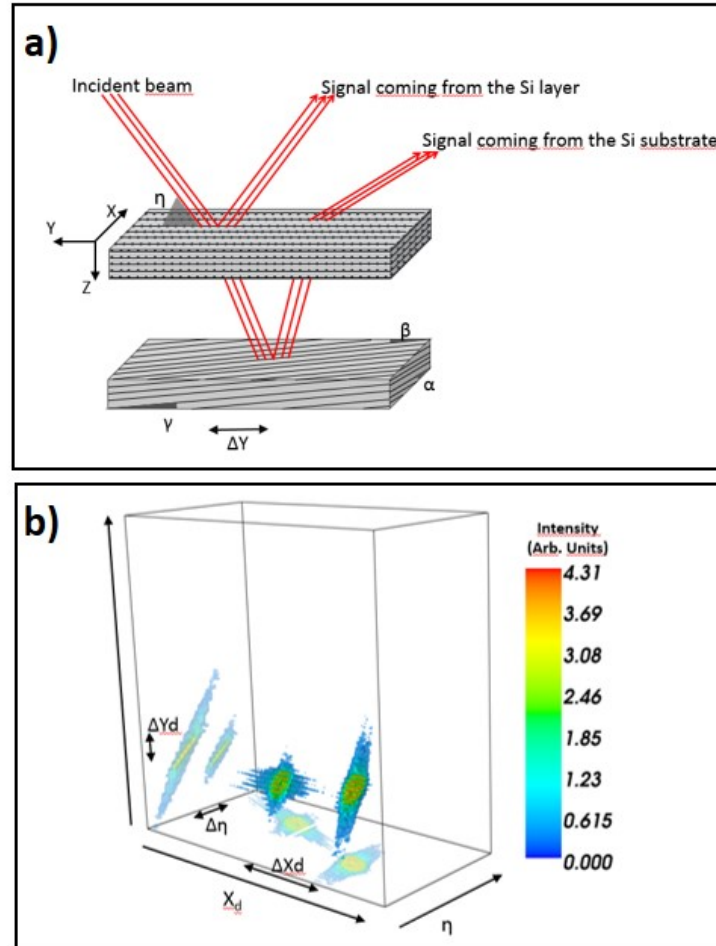 a)
Incident beam
Signal coming from the Si layer
Signal coming from the Si substrate
η
X
Y
Z
β
α
γ
ΔY
b)
Intensity
(Arb. Units)
4.31
3.69
3.08
2.46
1.85
1.23
0.615
0.000
ΔYd
Δη
ΔXd
Xd
η